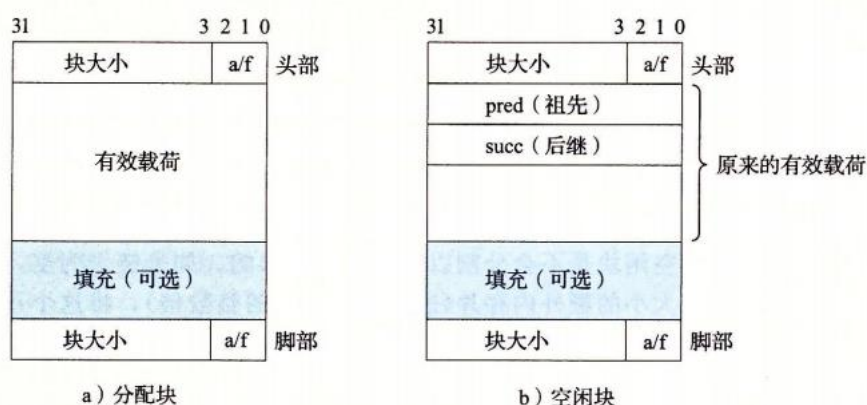 31 3 2 1 0
块大小 a/f 头部
有效载荷
填充（可选）
块大小 a/f 脚部
a）分配块
31 3 2 1 0
块大小 a/f 头部
pred（祖先）
succ（后继）
原来的有效载荷
填充（可选）
块大小 a/f 脚部
b）空闲块